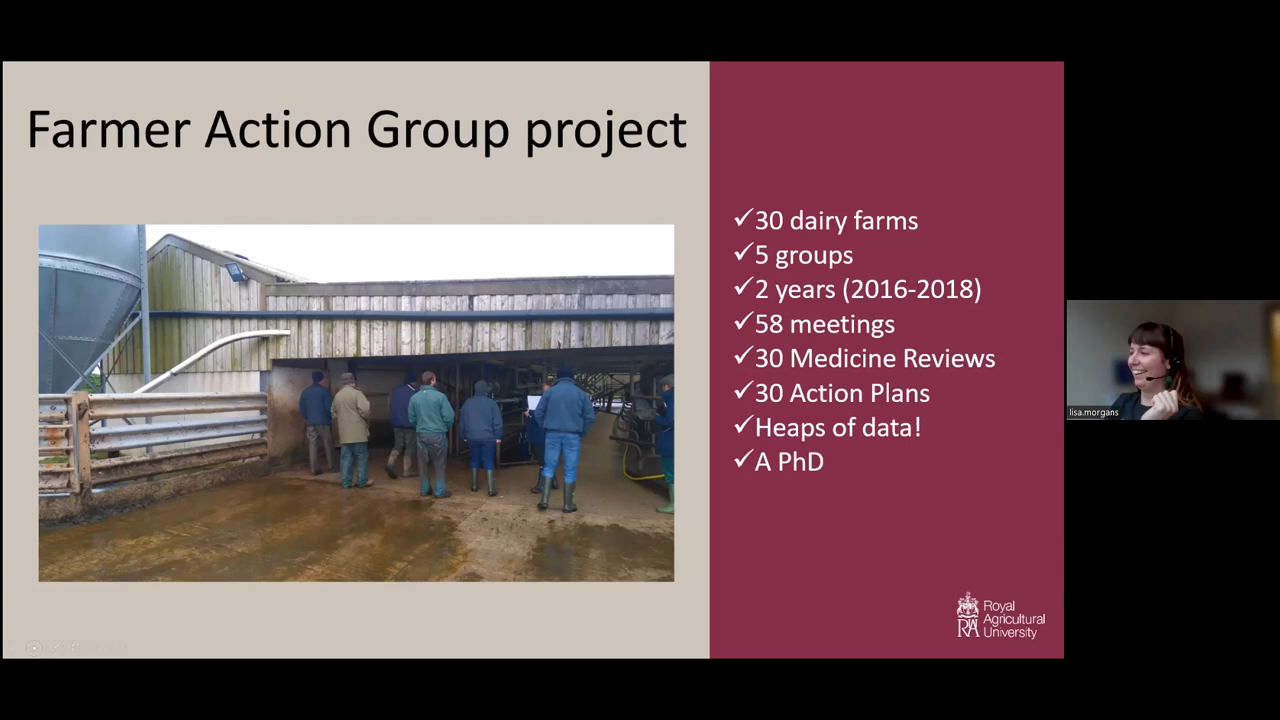 Farmer Action Group project
✓30 dairy farms
✓5 groups
✓2 years (2016-2018)
✓58 meetings
✓30 Medicine Reviews
✓30 Action Plans
✓Heaps of data!
✓A PhD
Royal
Agricultural
University
lisa.morgans